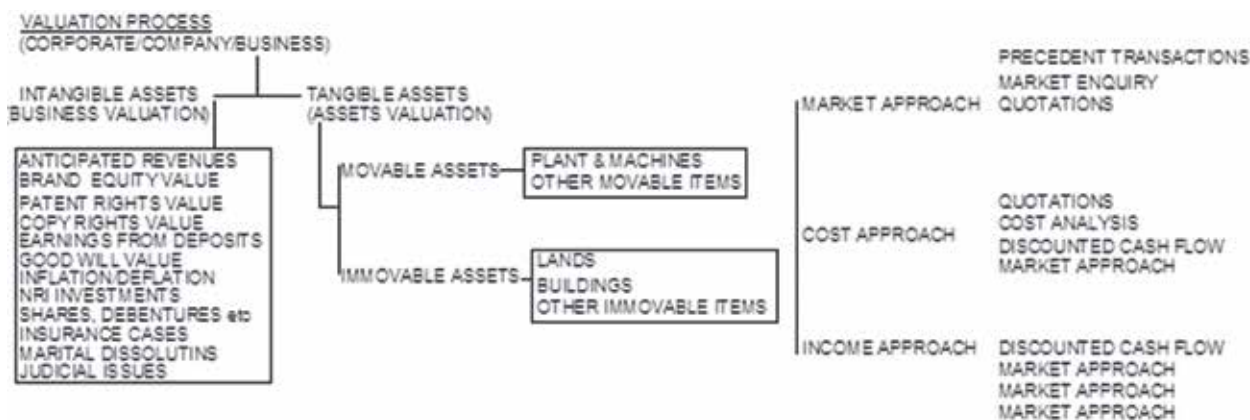 VALUATION PROCESS
(CORPORATE/COMPANY/BUSINESS)
INTANGIBLE ASSETS
(BUSINESS VALUATION)
ANTICIPATED REVENUES
BRAND EQUITY VALUE
PATENT RIGHTS VALUE
COPY RIGHTS VALUE
EARNINGS FROM DEPOSITS
GOOD WILL VALUE
INFLATION/DEFLATION
NRI INVESTMENTS
SHARES, DEBENTURES etc
INSURANCE CASES
MARITAL DISSOLUTINS
JUDICIAL ISSUES
TANGIBLE ASSETS
(ASSETS VALUATION)
MOVABLE ASSETS
PLANT & MACHINES
OTHER MOVABLE ITEMS
IMMOVABLE ASSETS
LANDS
BUILDINGS
OTHER IMMOVABLE ITEMS
MARKET APPROACH
PRECEDENT TRANSACTIONS
MARKET ENQUIRY
QUOTATIONS
COST APPROACH
QUOTATIONS
COST ANALYSIS
DISCOUNTED CASH FLOW
MARKET APPROACH
INCOME APPROACH
DISCOUNTED CASH FLOW
MARKET APPROACH
MARKET APPROACH
MARKET APPROACH